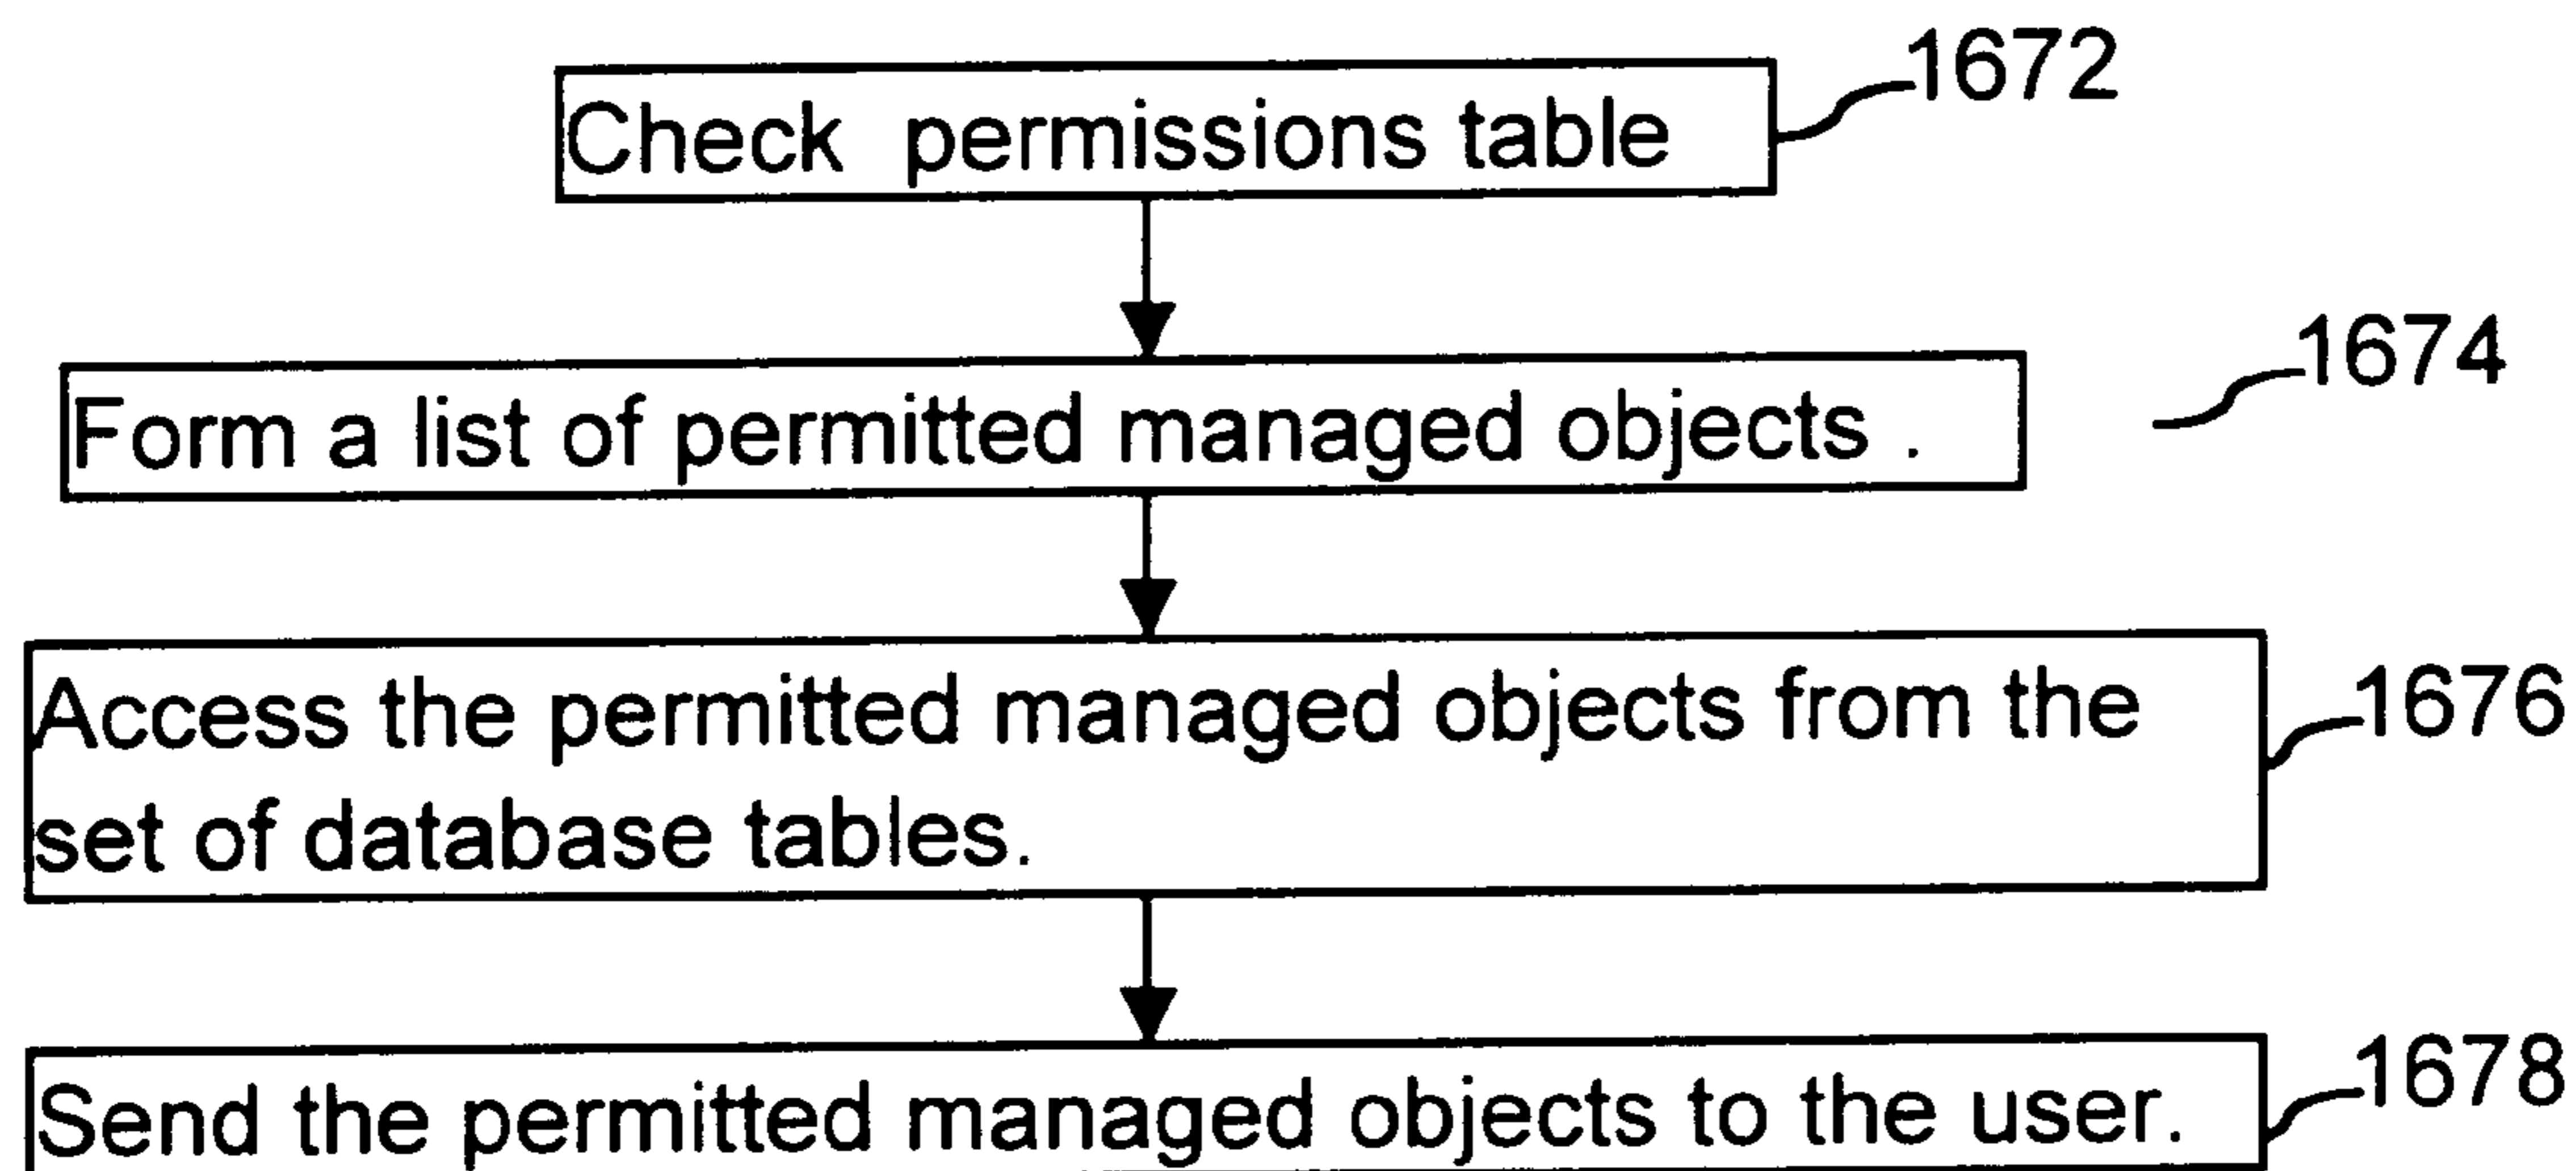 Check permissions table
1672
Form a list of permitted managed objects .
1674
Access the permitted managed objects from the
set of database tables.
1676
Send the permitted managed objects to the user.
1678